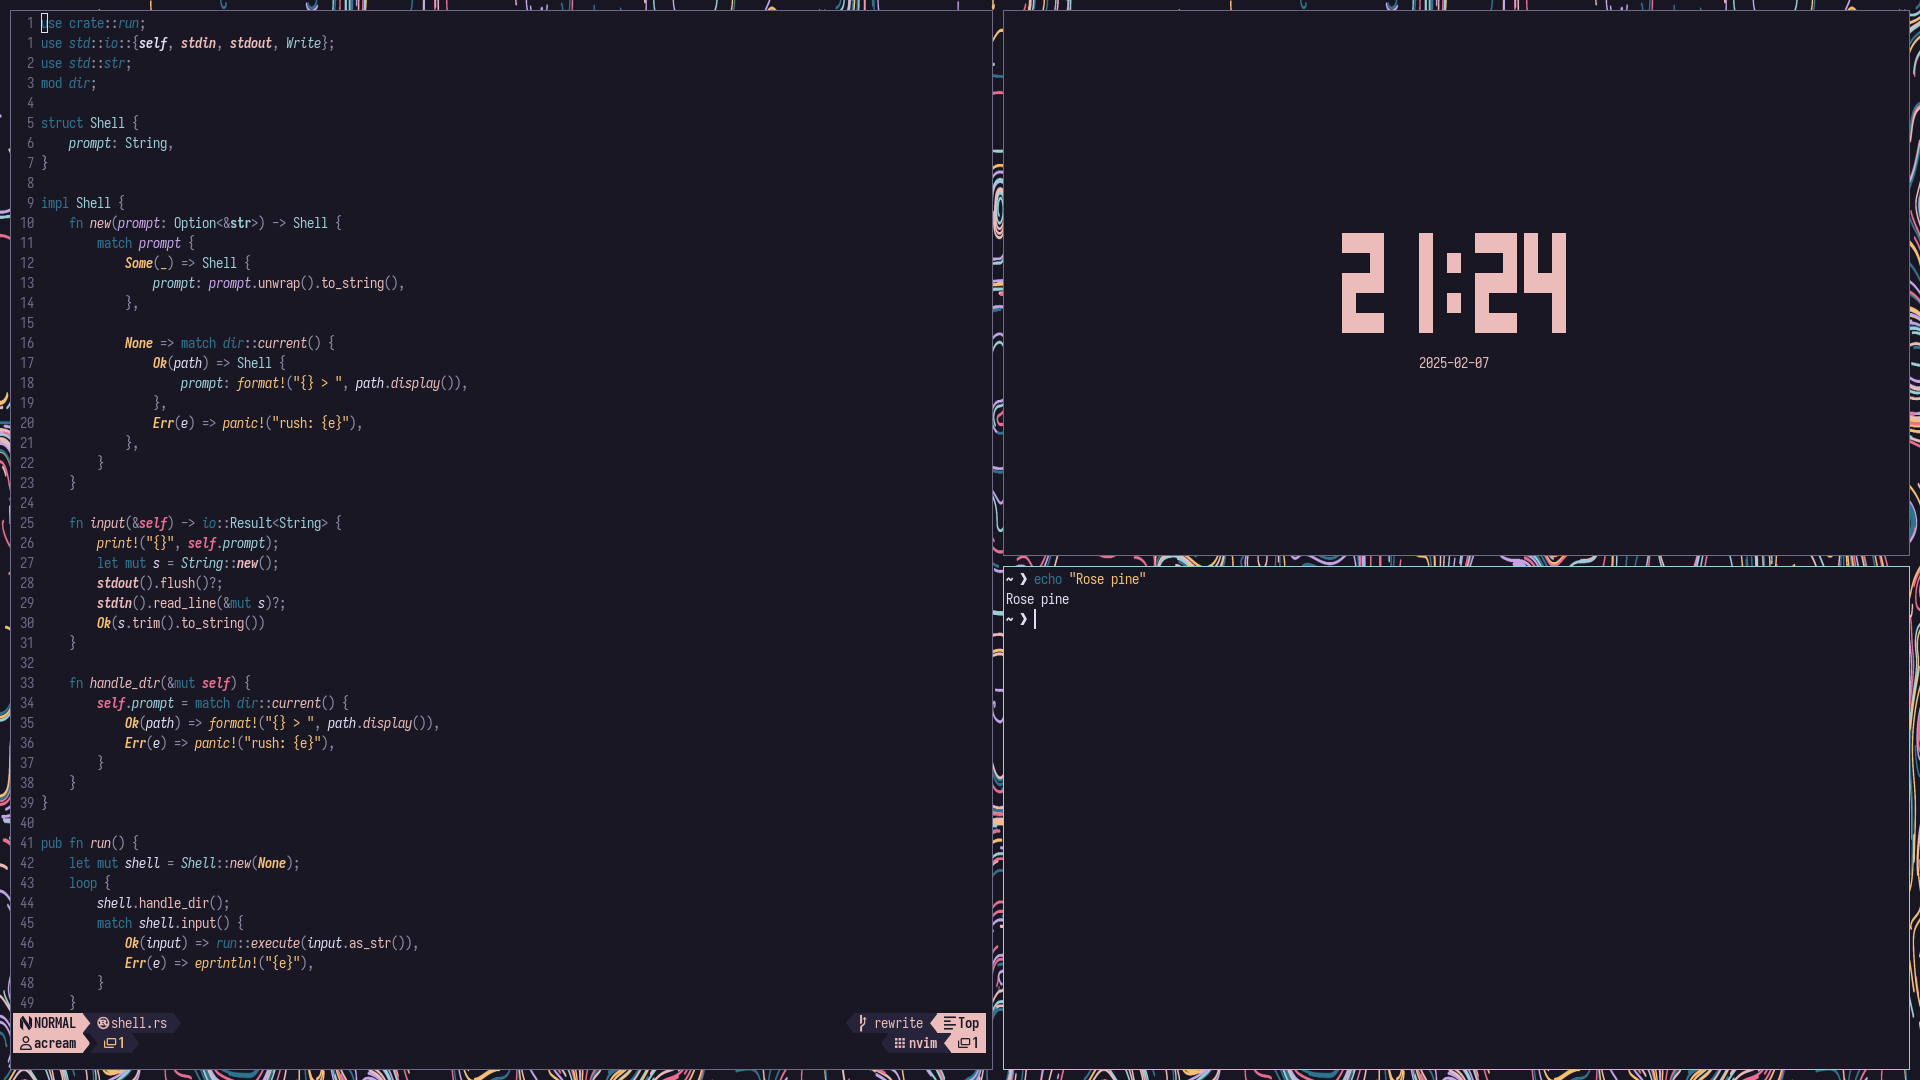 1 use crate::run;
1 use std::io::{self, stdin, stdout, Write};
2 use std::str;
3 mod dir;
4
5 struct Shell {
6     prompt: String,
7 }
8
9 impl Shell {
10     fn new(prompt: Option<&str>) -> Shell {
11         match prompt {
12             Some(_) => Shell {
13                 prompt: prompt.unwrap().to_string(),
14             },
15
16             None => match dir::current() {
17                 Ok(path) => Shell {
18                     prompt: format!("{} > ", path.display()),
19                 },
20                 Err(e) => panic!("rush: {e}"),
21             },
22         }
23     }
24
25     fn input(&self) -> io::Result<String> {
26         print!("{}", self.prompt);
27         let mut s = String::new();
28         stdout().flush()?;
29         stdin().read_line(&mut s)?;
30         Ok(s.trim().to_string())
31     }
32
33     fn handle_dir(&mut self) {
34         self.prompt = match dir::current() {
35             Ok(path) => format!("{} > ", path.display()),
36             Err(e) => panic!("rush: {e}"),
37         }
38     }
39 }
40
41 pub fn run() {
42     let mut shell = Shell::new(None);
43     loop {
44         shell.handle_dir();
45         match shell.input() {
46             Ok(input) => run::execute(input.as_str()),
47             Err(e) => eprintln!("{e}"),
48         }
49     }
NORMAL shell.rs rewrite Top
acream 1 nvim 1
21:24
2025-02-07
~ ❯ echo "Rose pine"
Rose pine
~ ❯